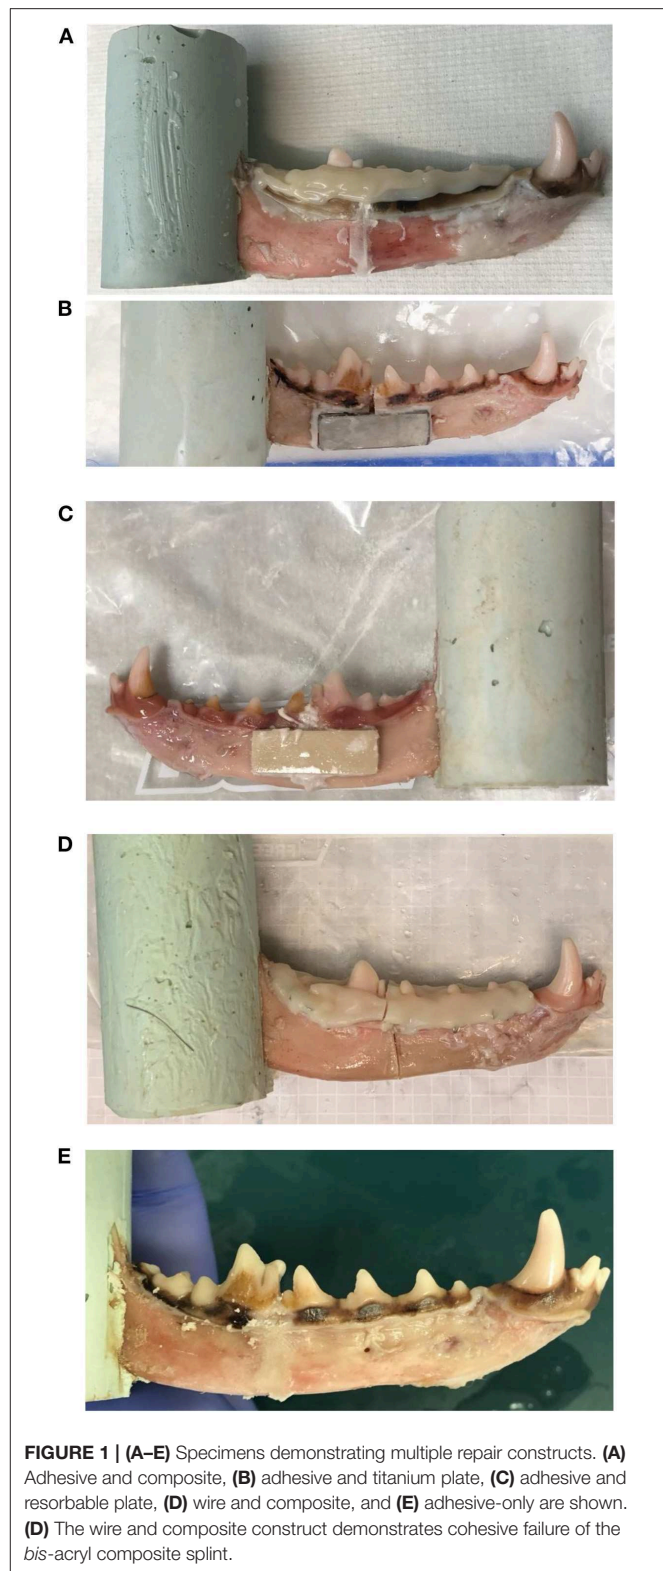 A
B
C
D
E
FIGURE 1 | (A–E) Specimens demonstrating multiple repair constructs. (A)
Adhesive and composite, (B) adhesive and titanium plate, (C) adhesive and
resorbable plate, (D) wire and composite, and (E) adhesive-only are shown.
(D) The wire and composite construct demonstrates cohesive failure of the
bis-acryl composite splint.